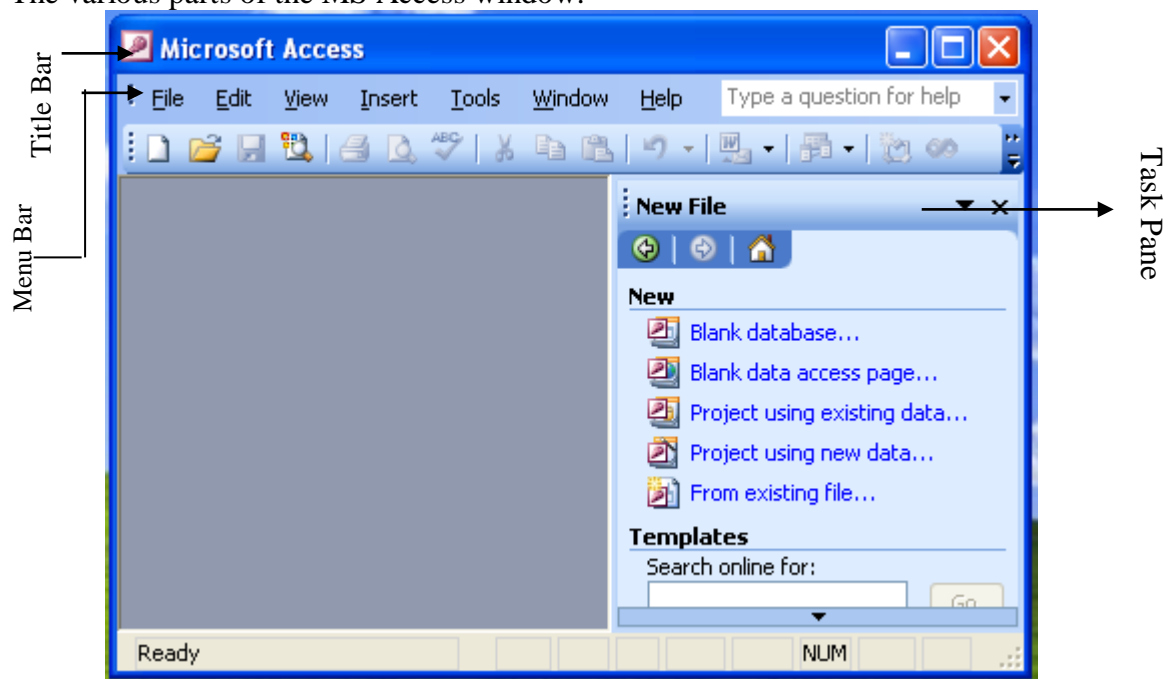 The various parts of the MS Access window:
Title Bar
Microsoft Access
Menu Bar
File Edit View Insert Tools Window Help Type a question for help
ABC
W
New File
Task Pane
New
Blank database...
Blank data access page...
Project using existing data...
Project using new data...
From existing file...
Templates
Search online for:
Go
Ready NUM